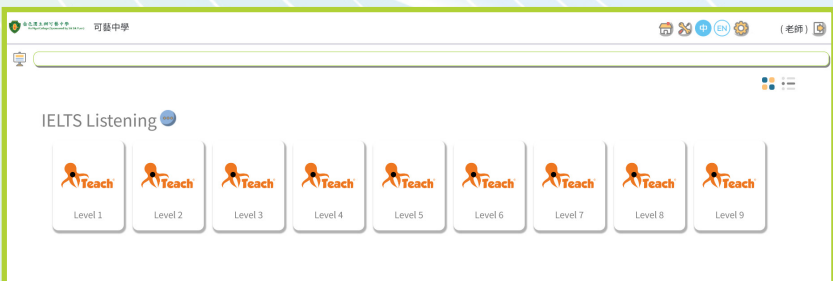 可藝中學
中
EN
(老師)
IELTS Listening
Teach
Level 1
Teach
Level 2
Teach
Level 3
Teach
Level 4
Teach
Level 5
Teach
Level 6
Teach
Level 7
Teach
Level 8
Teach
Level 9